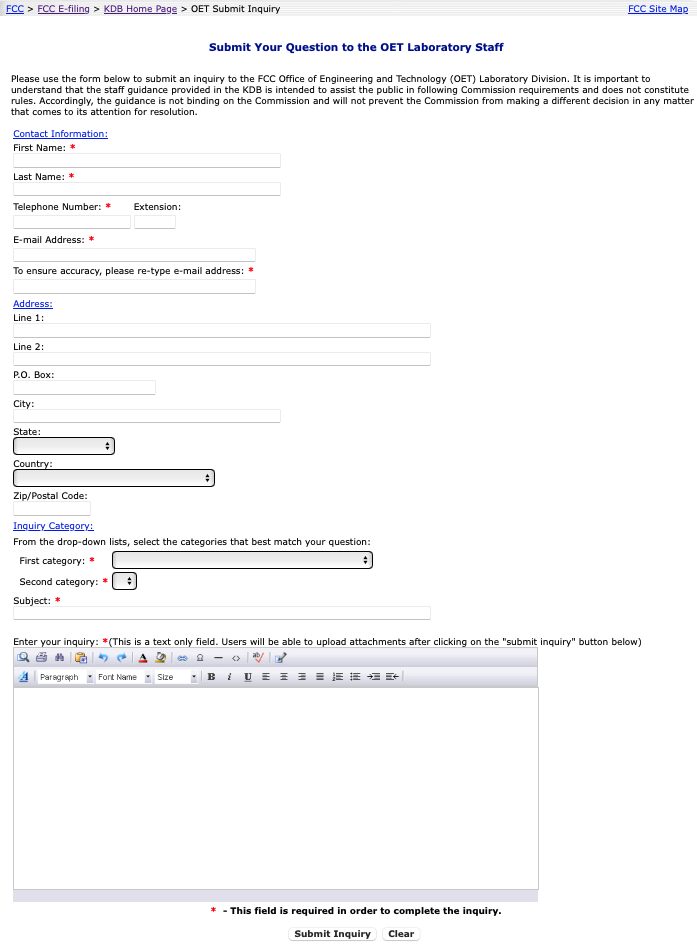 FCC > FCC E-filing > KDB Home Page > OET Submit Inquiry FCC Site Map
Submit Your Question to the OET Laboratory Staff
Please use the form below to submit an inquiry to the FCC Office of Engineering and Technology (OET) Laboratory Division. It is important to
understand that the staff guidance provided in the KDB is intended to assist the public in following Commission requirements and does not constitute
rules. Accordingly, the guidance is not binding on the Commission and will not prevent the Commission from making a different decision in any matter
that comes to its attention for resolution.
Contact Information:
First Name: *
Last Name: *
Telephone Number: * Extension:
E-mail Address: *
To ensure accuracy, please re-type e-mail address: *
Address:
Line 1:
Line 2:
P.O. Box:
City:
State:
Country:
Zip/Postal Code:
Inquiry Category:
From the drop-down lists, select the categories that best match your question:
First category: *
Second category: *
Subject: *
Enter your inquiry: *(This is a text only field. Users will be able to upload attachments after clicking on the "submit inquiry" button below)
Paragraph Font Name Size B i U
* - This field is required in order to complete the inquiry.
Submit Inquiry Clear